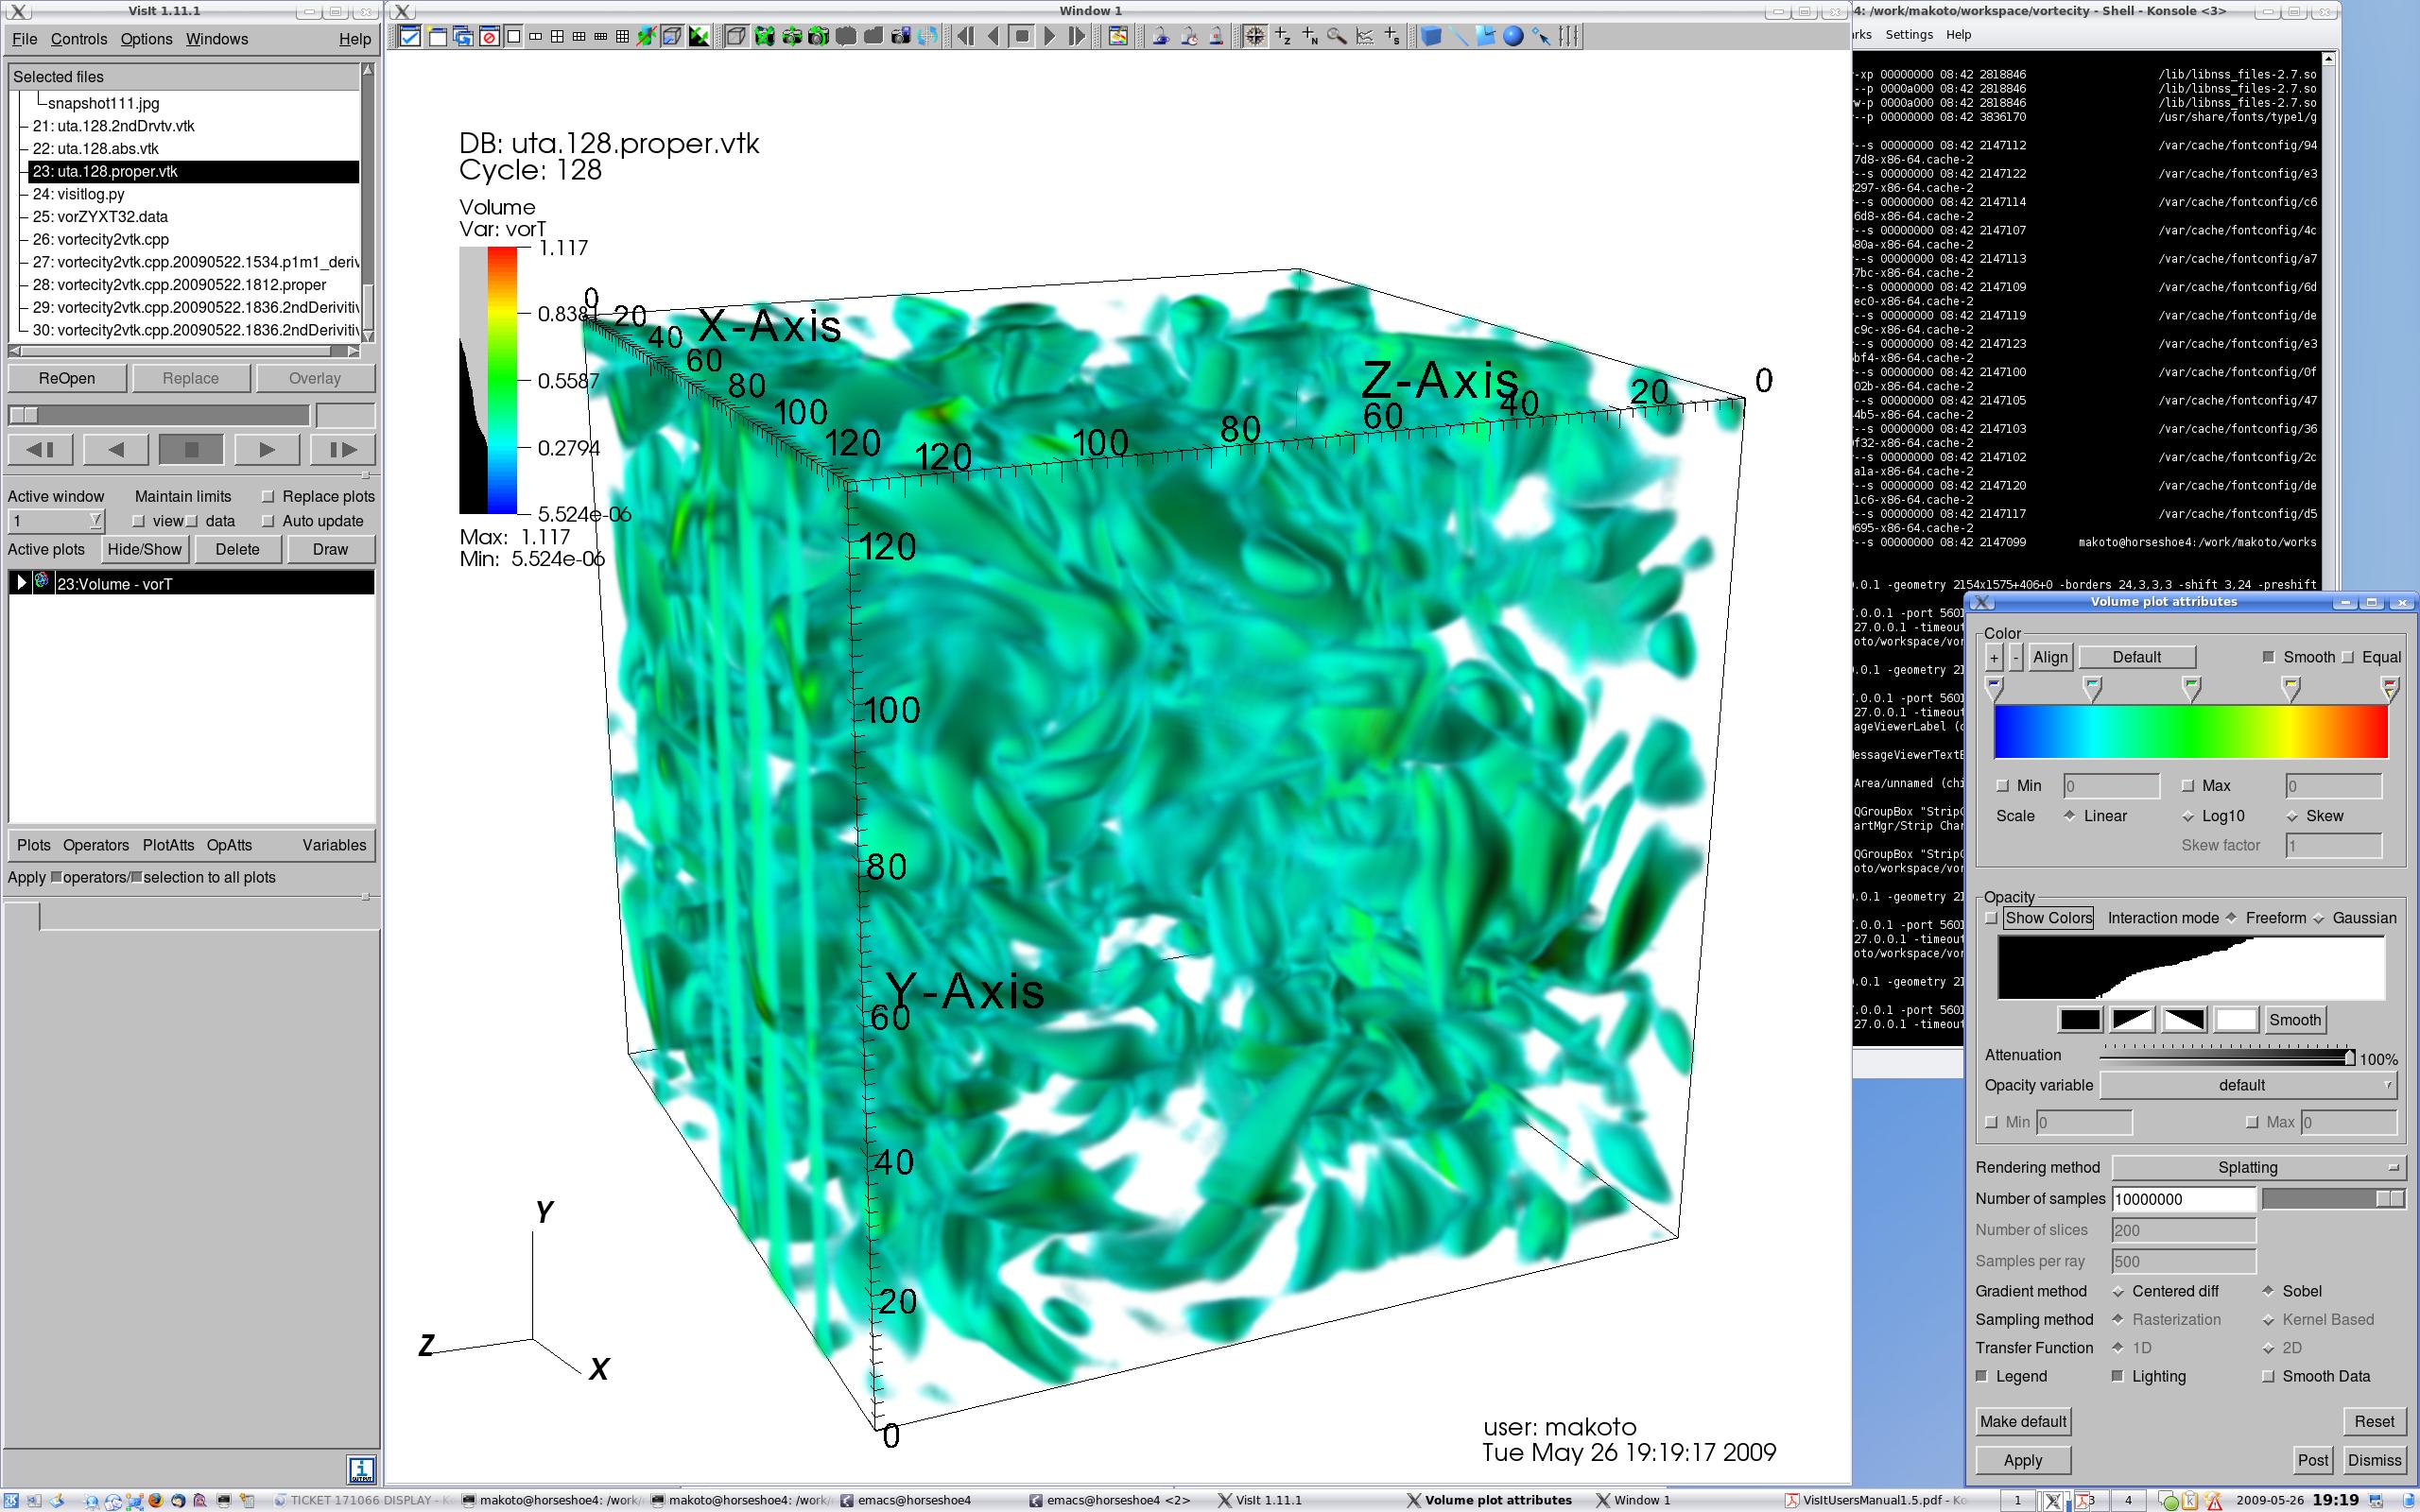 VisIt 1.11.1
File Controls Options Windows Help
Selected files
snapshot111.jpg
21: uta.128.2ndDrvtv.vtk
22: uta.128.abs.vtk
23: uta.128.proper.vtk
24: visitlog.py
25: vorZYXT32.data
26: vortecity2vtk.cpp
27: vortecity2vtk.cpp.20090522.1534.p1m1_deriv
28: vortecity2vtk.cpp.20090522.1812.proper
29: vortecity2vtk.cpp.20090522.1836.2ndDerivitiv
30: vortecity2vtk.cpp.20090522.1836.2ndDerivitiv
ReOpen Replace Overlay
Active window Maintain limits Replace plots
1 view data Auto update
Active plots Hide/Show Delete Draw
23:Volume - vorT
Plots Operators PlotAtts OpAtts Variables
Apply operators/ selection to all plots
Window 1
DB: uta.128.proper.vtk
Cycle: 128
Volume
Var: vorT
1.117
0.838
0.5587
0.2794
5.524e-06
Max: 1.117
Min: 5.524e-06
0 20 40 60 80 100 120
X-Axis
120 100 80 60 40 20 0
Z-Axis
120
100
80
Y-Axis
60
40
20
0
Y
Z
X
user: makoto
Tue May 26 19:19:17 2009
4: /work/makoto/workspace/vortecity - Shell - Konsole <3>
rks Settings Help
-xp 00000000 08:42 2818846 /lib/libnss_files-2.7.so
--p 0000a000 08:42 2818846 /lib/libnss_files-2.7.so
w-p 0000a000 08:42 2818846 /lib/libnss_files-2.7.so
--p 00000000 08:42 3836170 /usr/share/fonts/type1/g
--s 00000000 08:42 2147112 /var/cache/fontconfig/94
7d8-x86-64.cache-2
--s 00000000 08:42 2147122 /var/cache/fontconfig/e3
297-x86-64.cache-2
--s 00000000 08:42 2147114 /var/cache/fontconfig/c6
6d8-x86-64.cache-2
--s 00000000 08:42 2147107 /var/cache/fontconfig/4c
80a-x86-64.cache-2
--s 00000000 08:42 2147113 /var/cache/fontconfig/a7
7bc-x86-64.cache-2
--s 00000000 08:42 2147109 /var/cache/fontconfig/6d
ec0-x86-64.cache-2
--s 00000000 08:42 2147119 /var/cache/fontconfig/de
c9c-x86-64.cache-2
--s 00000000 08:42 2147123 /var/cache/fontconfig/e3
bf4-x86-64.cache-2
--s 00000000 08:42 2147100 /var/cache/fontconfig/0f
02b-x86-64.cache-2
--s 00000000 08:42 2147105 /var/cache/fontconfig/47
4b5-x86-64.cache-2
--s 00000000 08:42 2147103 /var/cache/fontconfig/36
f32-x86-64.cache-2
--s 00000000 08:42 2147102 /var/cache/fontconfig/2c
a1a-x86-64.cache-2
--s 00000000 08:42 2147120 /var/cache/fontconfig/de
1c6-x86-64.cache-2
--s 00000000 08:42 2147117 /var/cache/fontconfig/d5
695-x86-64.cache-2
--s 00000000 08:42 2147099 makoto@horseshoe4:/work/makoto/works
.0.1 -geometry 2154x1575+406+0 -borders 24,3,3,3 -shift 3,24 -preshift
Volume plot attributes
Color
+ - Align Default Smooth Equal
Min 0 Max 0
Scale Linear Log10 Skew
Skew factor 1
Opacity
Show Colors Interaction mode Freeform Gaussian
Smooth
Attenuation 100%
Opacity variable default
Min 0 Max 0
Rendering method Splatting
Number of samples 10000000
Number of slices 200
Samples per ray 500
Gradient method Centered diff Sobel
Sampling method Rasterization Kernel Based
Transfer Function 1D 2D
Legend Lighting Smooth Data
Make default Reset
Apply Post Dismiss
TICKET 171066 DISPLAY - K makoto@horseshoe4: /work/ makoto@horseshoe4: /work/ emacs@horseshoe4 emacs@horseshoe4 <2> VisIt 1.11.1 Volume plot attributes Window 1 VisItUsersManual1.5.pdf - Ko 1 3 4 2009-05-26 19:19